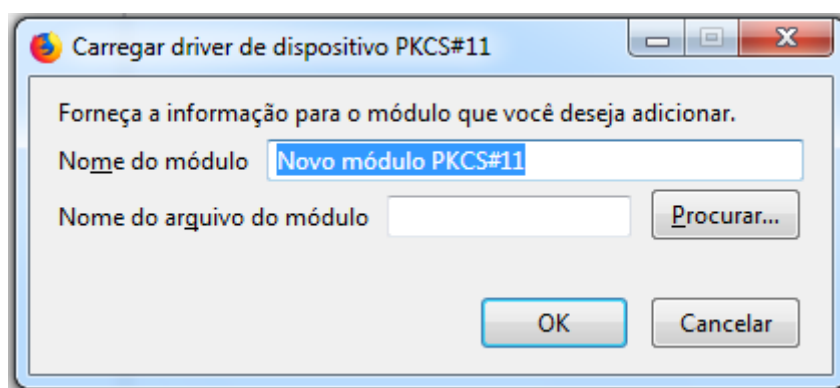 Carregar driver de dispositivo PKCS#11
Forneça a informação para o módulo que você deseja adicionar.
Nome do módulo Novo módulo PKCS#11
Nome do arquivo do módulo Procurar...
OK Cancelar